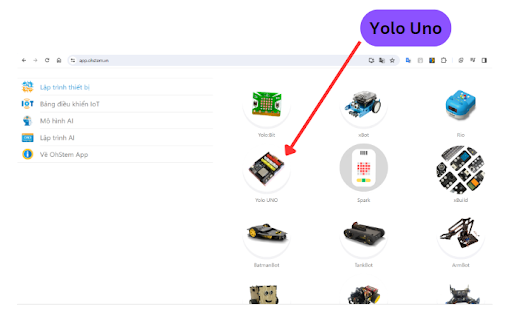 Yolo Uno
app.ohstem.vn
Lập trình thiết bị
Bảng điều khiển IoT
Mô hình AI
Lập trình AI
Về OhStem App
Yolo:Bit
xBot
Rio
Yolo UNO
Spark
xBuild
BatmanBot
TankBot
ArmBot